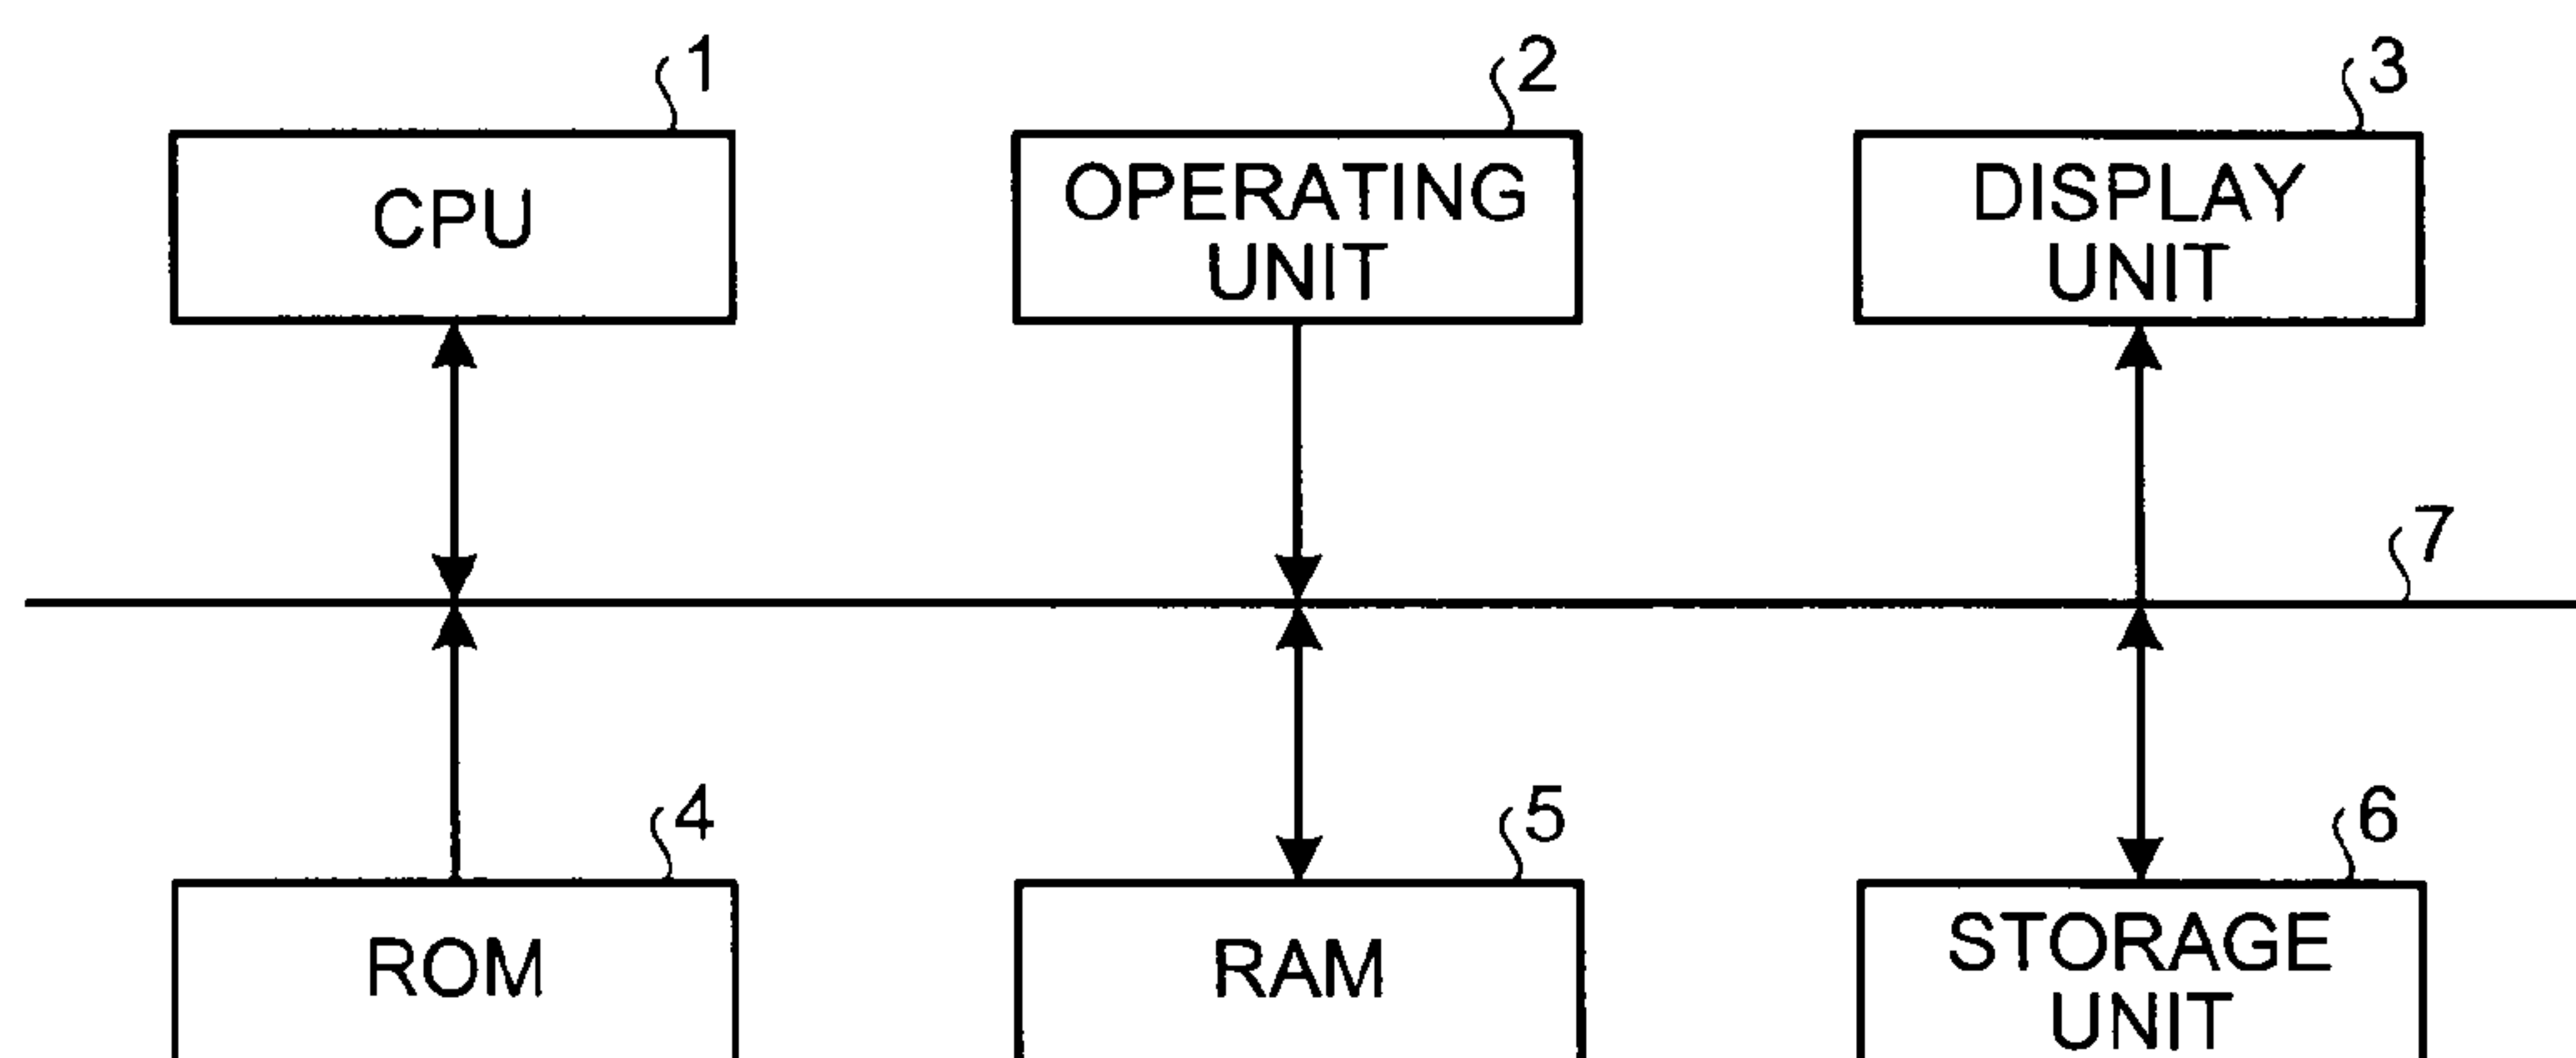 1
2
3
CPU
OPERATING
UNIT
DISPLAY
UNIT
7
4
5
6
ROM
RAM
STORAGE
UNIT